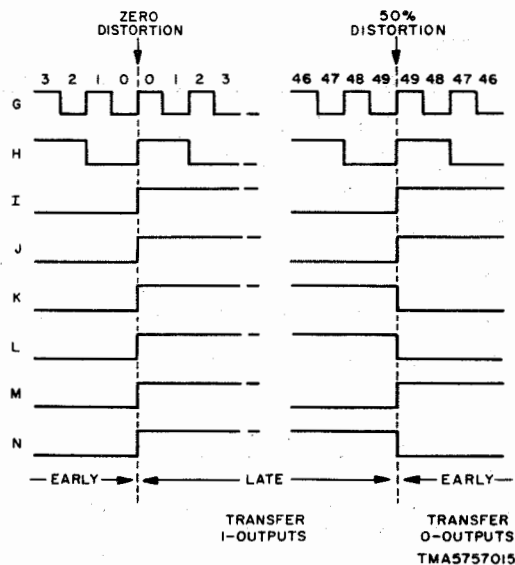 ZERO
DISTORTION
50%
DISTORTION
3 2 1 0 0 1 2 3 46 47 48 49 49 48 47 46
G
H
I
J
K
L
M
N
EARLY LATE EARLY
TRANSFER
1-OUTPUTS
TRANSFER
0-OUTPUTS
TMA5757015